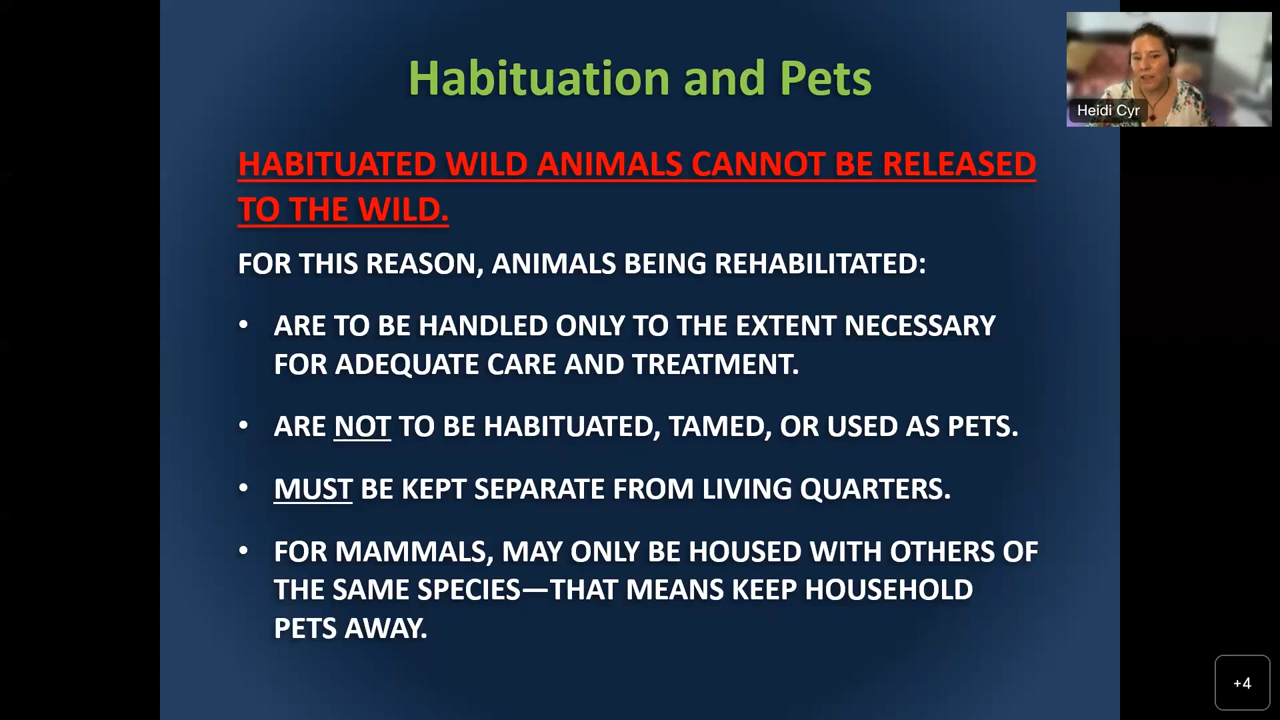 Habituation and Pets
Heidi Cyr
HABITUATED WILD ANIMALS CANNOT BE RELEASED
TO THE WILD.
FOR THIS REASON, ANIMALS BEING REHABILITATED:
• ARE TO BE HANDLED ONLY TO THE EXTENT NECESSARY
FOR ADEQUATE CARE AND TREATMENT.
• ARE NOT TO BE HABITUATED, TAMED, OR USED AS PETS.
• MUST BE KEPT SEPARATE FROM LIVING QUARTERS.
• FOR MAMMALS, MAY ONLY BE HOUSED WITH OTHERS OF
THE SAME SPECIES—THAT MEANS KEEP HOUSEHOLD
PETS AWAY.
+4